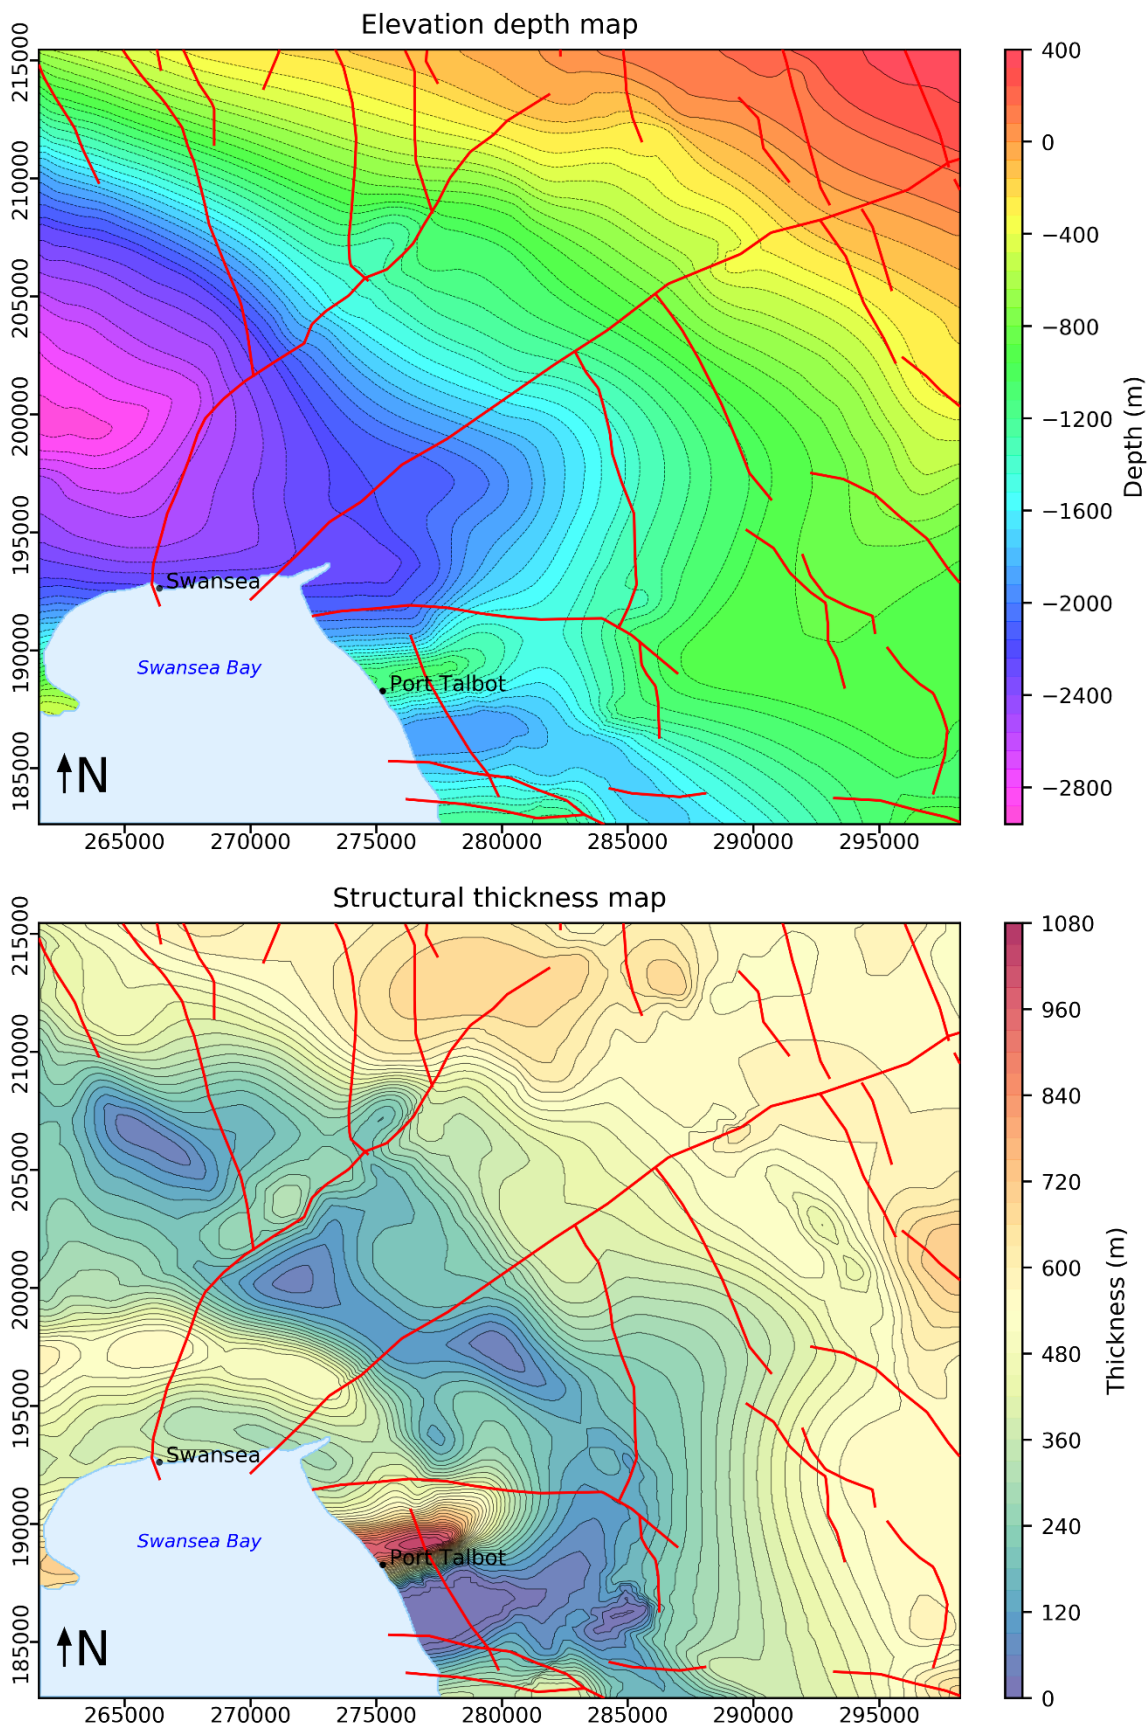 Elevation depth map
215000
210000
205000
200000
195000
190000
185000
Swansea
Swansea Bay
Port Talbot
N
265000 270000 275000 280000 285000 290000 295000
400
0
−400
−800
−1200
−1600
−2000
−2400
−2800
Depth (m)
Structural thickness map
215000
210000
205000
200000
195000
190000
185000
Swansea
Swansea Bay
Port Talbot
N
265000 270000 275000 280000 285000 290000 295000
1080
960
840
720
600
480
360
240
120
0
Thickness (m)